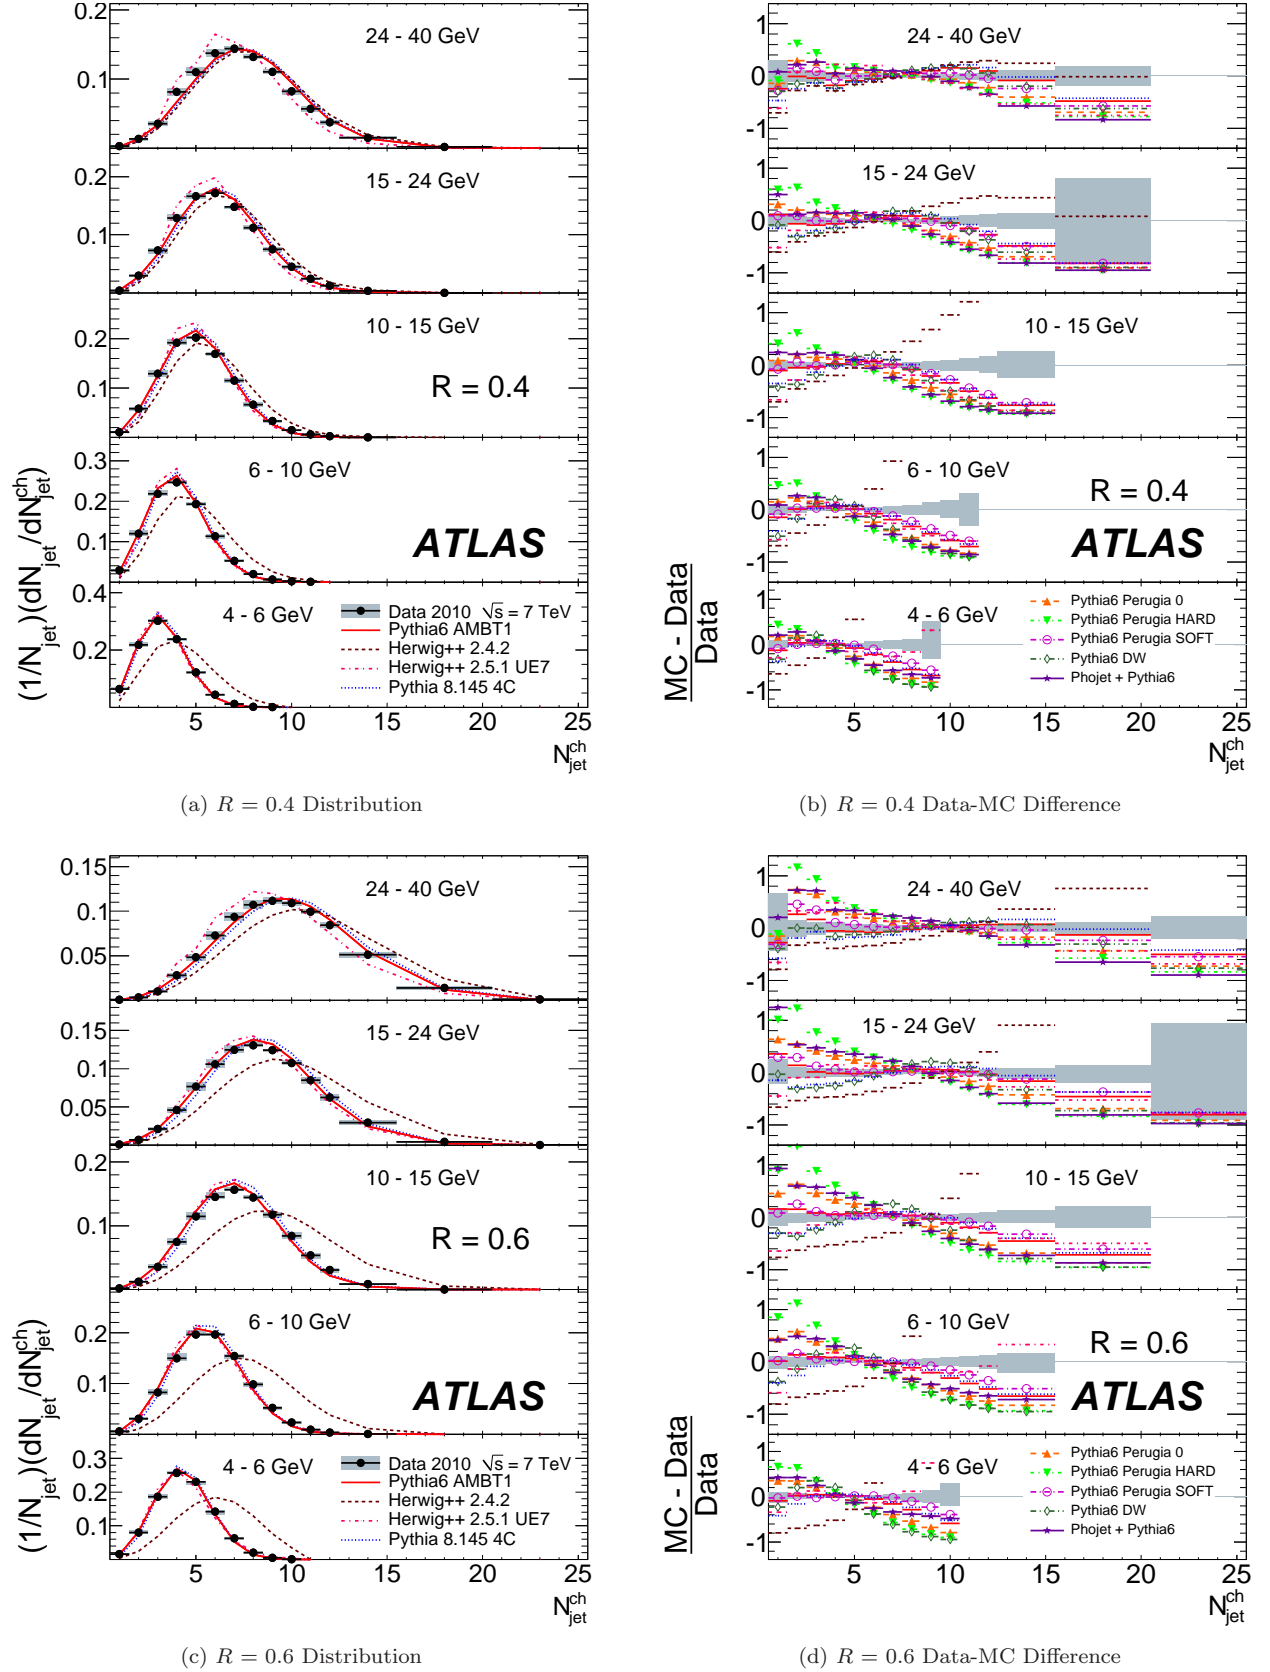 0.2
0.1
24 - 40 GeV
0.2
0.1
15 - 24 GeV
0.2
0.1
10 - 15 GeV
R = 0.4
0.3
0.2
0.1
6 - 10 GeV
ATLAS
0.4
0.2
4 - 6 GeV
Data 2010 √s = 7 TeV
Pythia6 AMBT1
Herwig++ 2.4.2
Herwig++ 2.5.1 UE7
Pythia 8.145 4C
(1/N_jet)(dN_jet/dN_jet^ch)
5 10 15 20 25
N_jet^ch
(a) R = 0.4 Distribution
1
0
-1
24 - 40 GeV
1
0
-1
15 - 24 GeV
1
0
-1
10 - 15 GeV
1
0
-1
6 - 10 GeV
R = 0.4
ATLAS
1
0
-1
4 - 6 GeV
Pythia6 Perugia 0
Pythia6 Perugia HARD
Pythia6 Perugia SOFT
Pythia6 DW
Phojet + Pythia6
MC - Data
Data
5 10 15 20 25
N_jet^ch
(b) R = 0.4 Data-MC Difference
0.15
0.1
0.05
24 - 40 GeV
0.15
0.1
0.05
15 - 24 GeV
0.2
0.1
10 - 15 GeV
R = 0.6
0.2
0.1
6 - 10 GeV
ATLAS
0.3
0.2
0.1
4 - 6 GeV
Data 2010 √s = 7 TeV
Pythia6 AMBT1
Herwig++ 2.4.2
Herwig++ 2.5.1 UE7
Pythia 8.145 4C
(1/N_jet)(dN_jet/dN_jet^ch)
5 10 15 20 25
N_jet^ch
(c) R = 0.6 Distribution
1
0
-1
24 - 40 GeV
1
0
-1
15 - 24 GeV
1
0
-1
10 - 15 GeV
1
0
-1
6 - 10 GeV
R = 0.6
ATLAS
1
0
-1
4 - 6 GeV
Pythia6 Perugia 0
Pythia6 Perugia HARD
Pythia6 Perugia SOFT
Pythia6 DW
Phojet + Pythia6
MC - Data
Data
5 10 15 20 25
N_jet^ch
(d) R = 0.6 Data-MC Difference